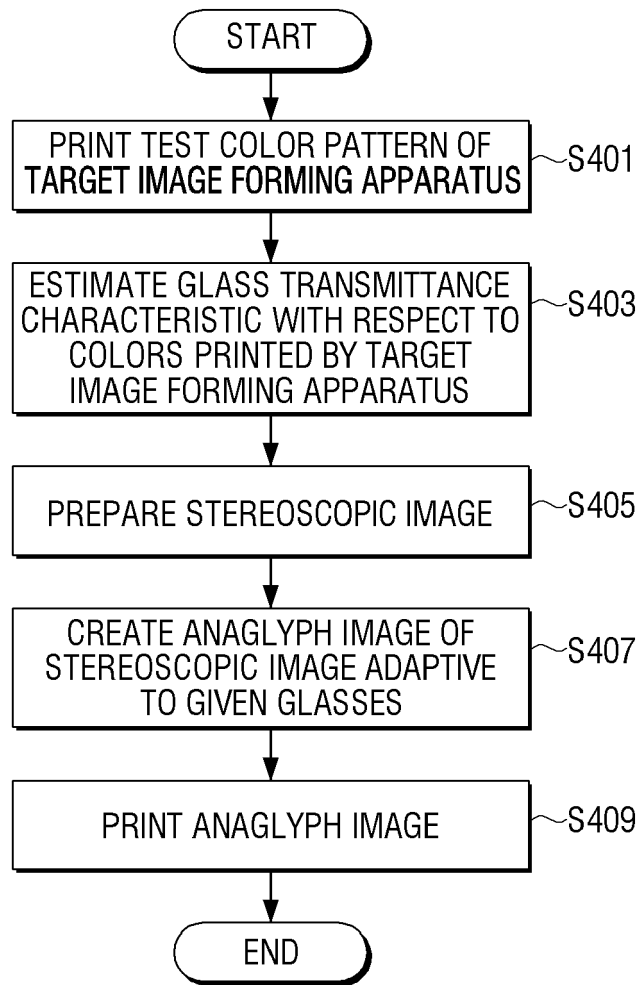 START
PRINT TEST COLOR PATTERN OF
TARGET IMAGE FORMING APPARATUS
S401
ESTIMATE GLASS TRANSMITTANCE
CHARACTERISTIC WITH RESPECT TO
COLORS PRINTED BY TARGET
IMAGE FORMING APPARATUS
S403
PREPARE STEREOSCOPIC IMAGE
S405
CREATE ANAGLYPH IMAGE OF
STEREOSCOPIC IMAGE ADAPTIVE
TO GIVEN GLASSES
S407
PRINT ANAGLYPH IMAGE
S409
END